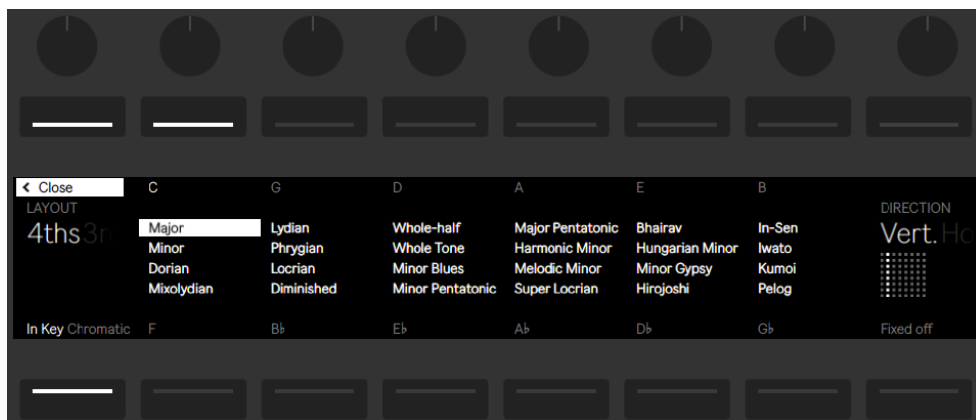 Close C G D A E B
LAYOUT DIRECTION
4ths 3r Vert. Ho
Major Lydian Whole-half Major Pentatonic Bhairav In-Sen
Minor Phrygian Whole Tone Harmonic Minor Hungarian Minor Iwato
Dorian Locrian Minor Blues Melodic Minor Minor Gypsy Kumoi
Mixolydian Diminished Minor Pentatonic Super Locrian Hirojoshi Pelog
In Key Chromatic F B♭ E♭ A♭ D♭ G♭ Fixed off